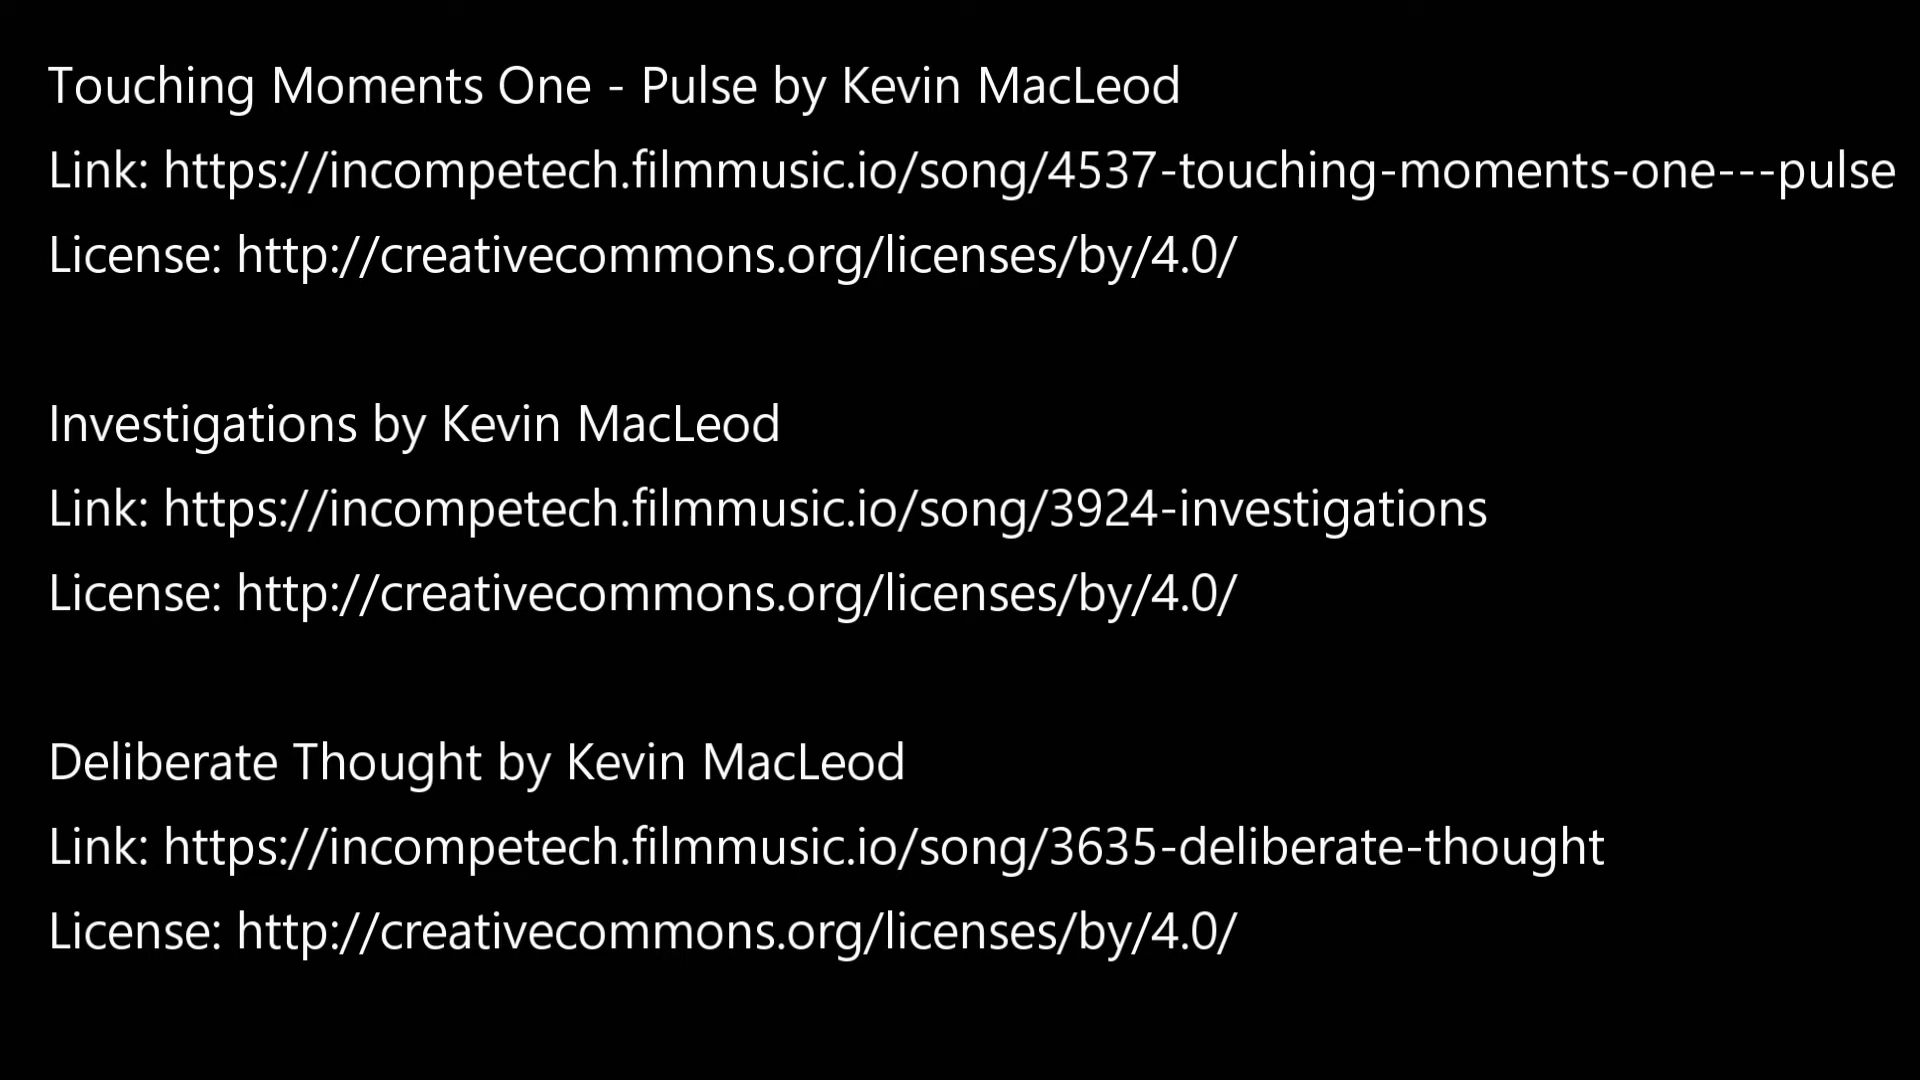 Touching Moments One - Pulse by Kevin MacLeod
Link: https://incompetech.filmmusic.io/song/4537-touching-moments-one---pulse
License: http://creativecommons.org/licenses/by/4.0/
Investigations by Kevin MacLeod
Link: https://incompetech.filmmusic.io/song/3924-investigations
License: http://creativecommons.org/licenses/by/4.0/
Deliberate Thought by Kevin MacLeod
Link: https://incompetech.filmmusic.io/song/3635-deliberate-thought
License: http://creativecommons.org/licenses/by/4.0/